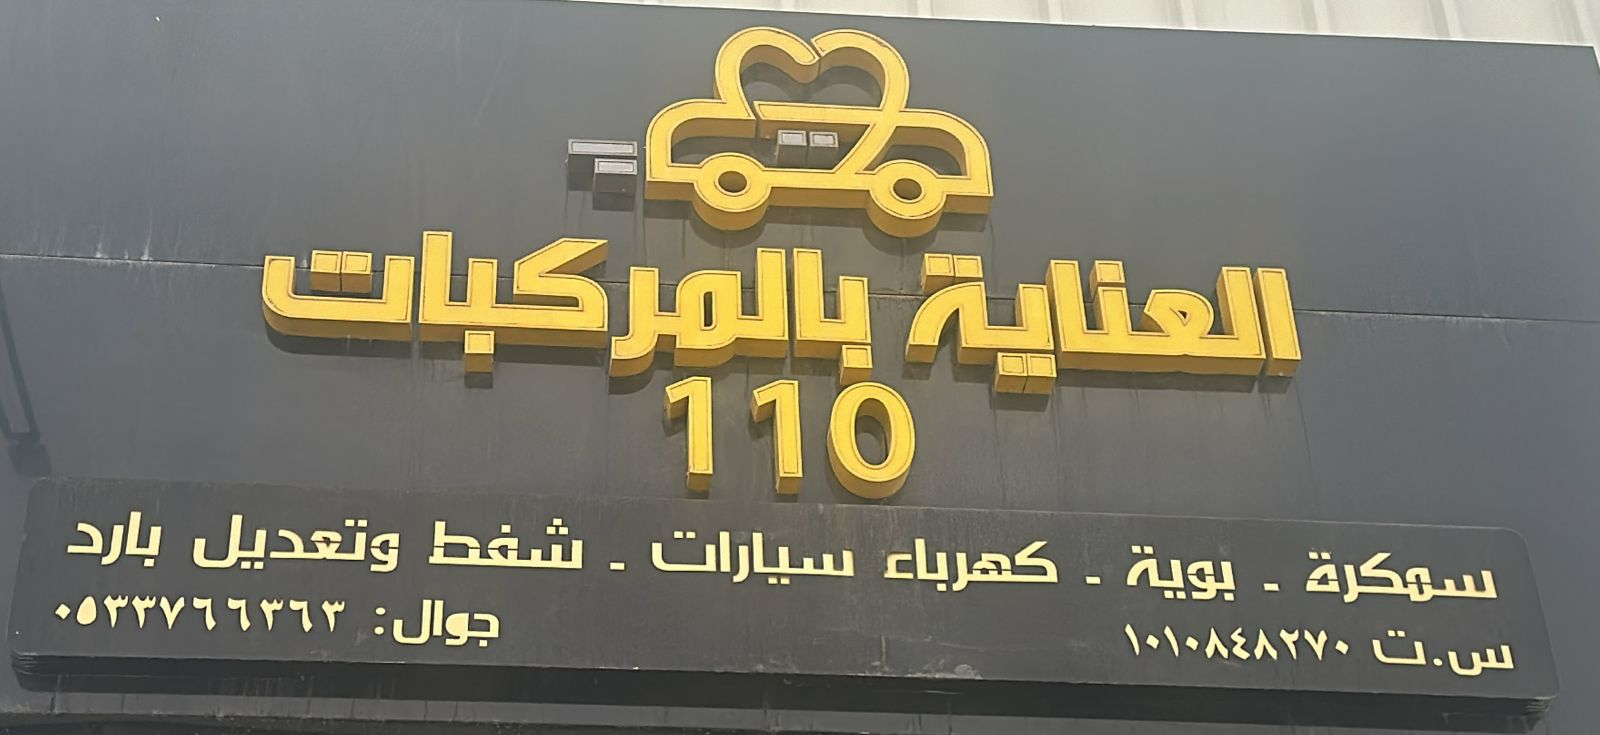 العناية بالمركبات
110
سمكرة - بوية - كهرباء سيارات - شفط وتعديل بارد
س.ت ١٠١٠٨٤٨٢٧٠ جوال: ٠٥٣٣٧٦٦٣٦٣